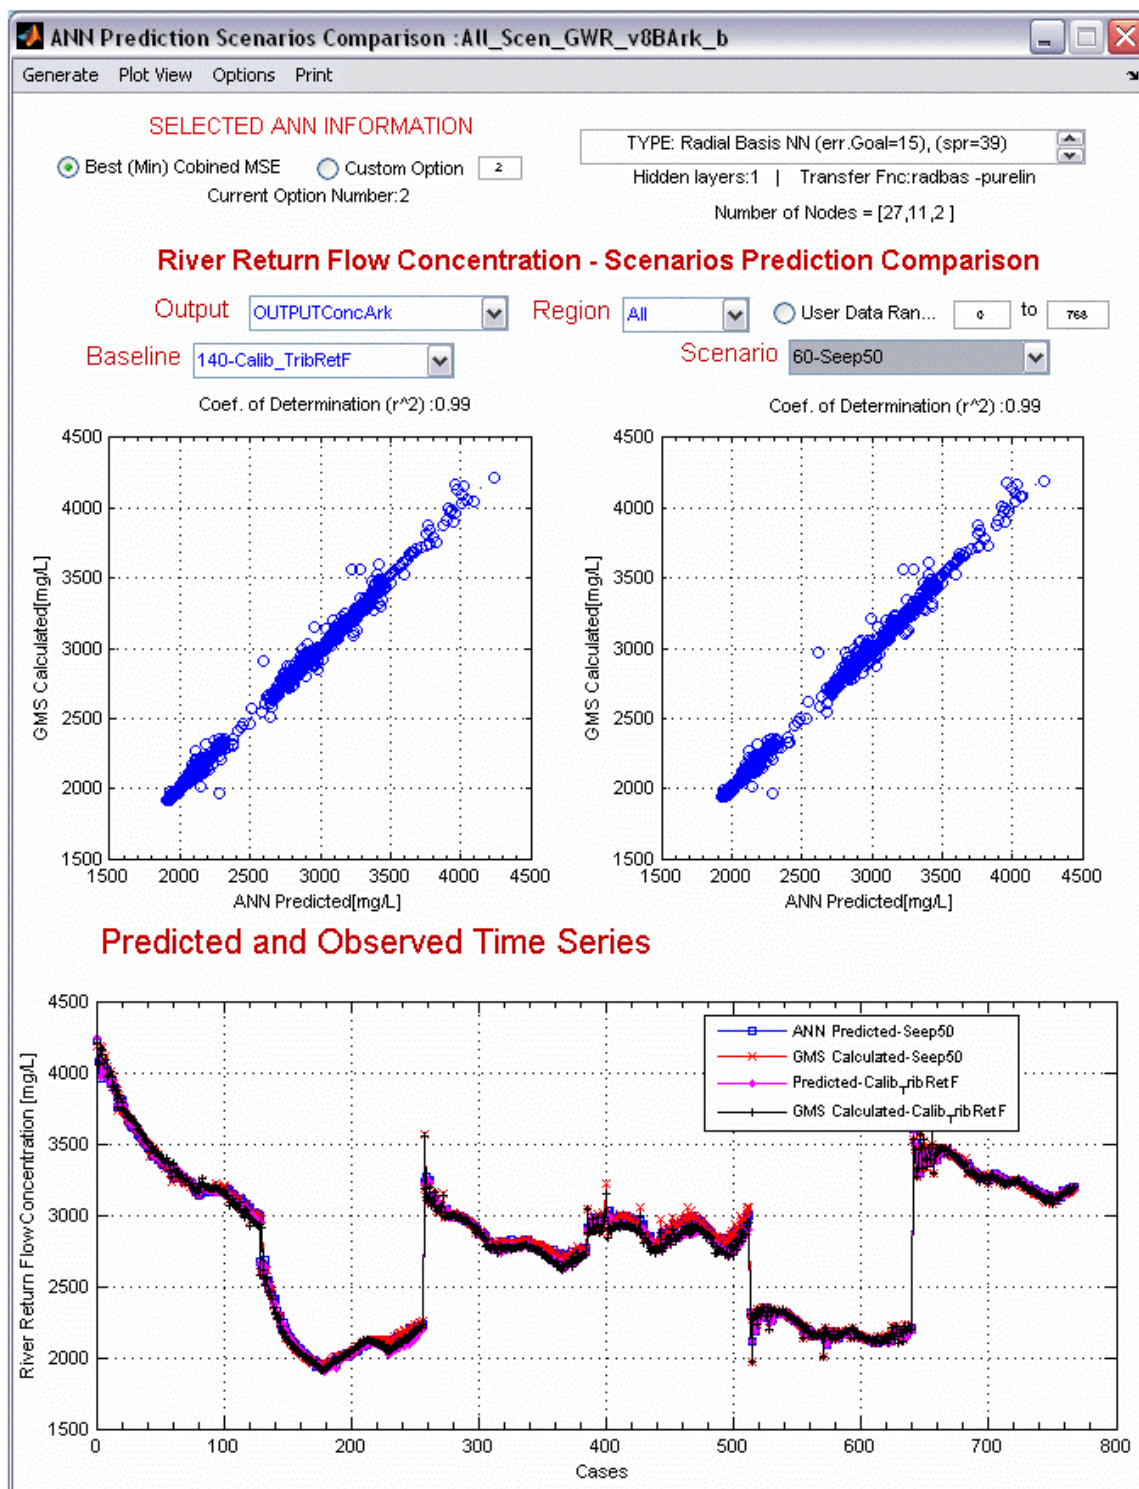 ANN Prediction Scenarios Comparison :All_Scen_GWR_v8BArk_b
Generate Plot View Options Print
SELECTED ANN INFORMATION
Best (Min) Cobined MSE Custom Option 2
Current Option Number:2
TYPE: Radial Basis NN (err.Goal=15), (spr=39)
Hidden layers:1 | Transfer Fnc:radbas -purelin
Number of Nodes = [27,11,2 ]
River Return Flow Concentration - Scenarios Prediction Comparison
Output OUTPUTConcArk Region All User Data Ran... 0 to 768
Baseline 140-Calib_TribRetF Scenario 60-Seep50
Coef. of Determination (r^2) :0.99
Coef. of Determination (r^2) :0.99
4500
4000
3500
3000
2500
2000
1500
GMS Calculated[mg/L]
1500 2000 2500 3000 3500 4000 4500
ANN Predicted[mg/L]
4500
4000
3500
3000
2500
2000
1500
GMS Calculated[mg/L]
1500 2000 2500 3000 3500 4000 4500
ANN Predicted[mg/L]
Predicted and Observed Time Series
4500
4000
3500
3000
2500
2000
1500
River Return FlowConcentration [mg/L]
ANN Predicted-Seep50
GMS Calculated-Seep50
Predicted-Calib_TribRetF
GMS Calculated-Calib_TribRetF
0 100 200 300 400 500 600 700 800
Cases